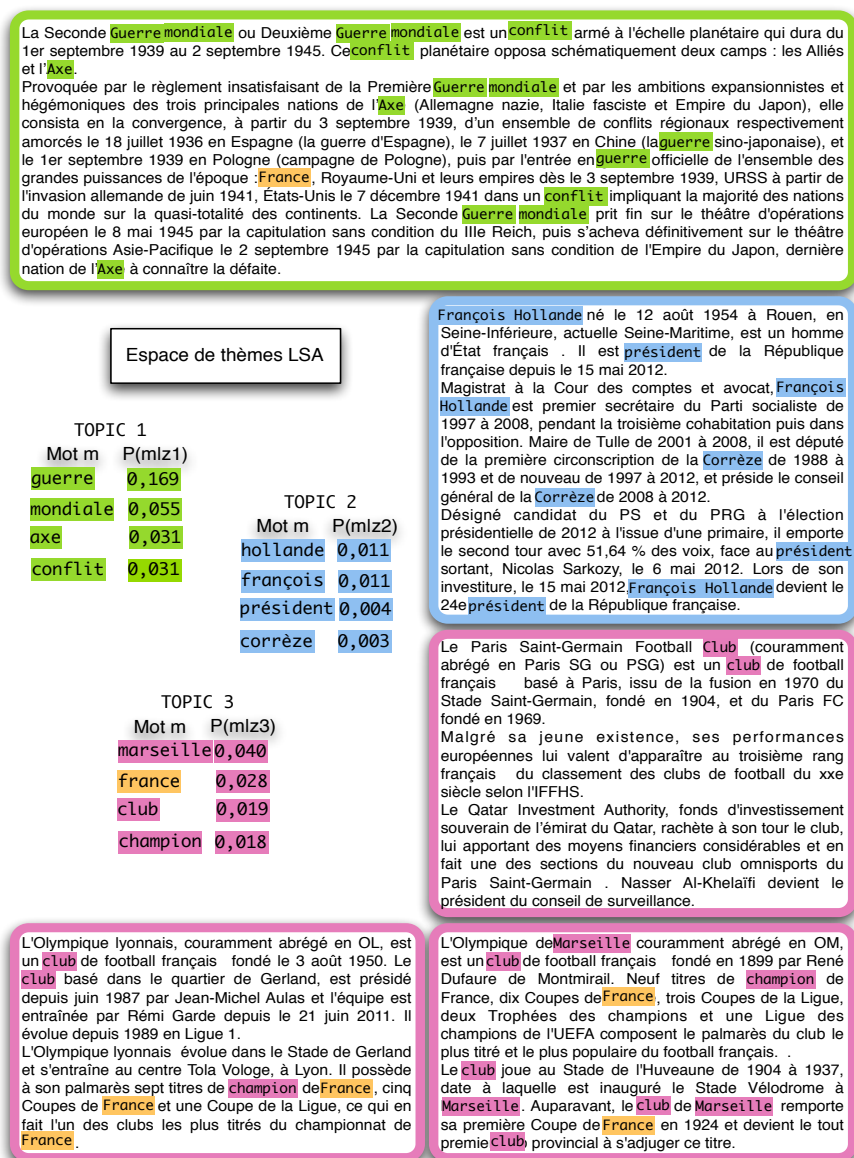 La Seconde Guerre mondiale ou Deuxième Guerre mondiale est un conflit armé à l'échelle planétaire qui dura du
1er septembre 1939 au 2 septembre 1945. Ce conflit planétaire opposa schématiquement deux camps : les Alliés
et l'Axe.
Provoquée par le règlement insatisfaisant de la Première Guerre mondiale et par les ambitions expansionnistes et
hégémoniques des trois principales nations de l'Axe (Allemagne nazie, Italie fasciste et Empire du Japon), elle
consista en la convergence, à partir du 3 septembre 1939, d'un ensemble de conflits régionaux respectivement
amorcés le 18 juillet 1936 en Espagne (la guerre d'Espagne), le 7 juillet 1937 en Chine (la guerre sino-japonaise), et
le 1er septembre 1939 en Pologne (campagne de Pologne), puis par l'entrée en guerre officielle de l'ensemble des
grandes puissances de l'époque : France, Royaume-Uni et leurs empires dès le 3 septembre 1939, URSS à partir de
l'invasion allemande de juin 1941, États-Unis le 7 décembre 1941 dans un conflit impliquant la majorité des nations
du monde sur la quasi-totalité des continents. La Seconde Guerre mondiale prit fin sur le théâtre d'opérations
européen le 8 mai 1945 par la capitulation sans condition du IIIe Reich, puis s'acheva définitivement sur le théâtre
d'opérations Asie-Pacifique le 2 septembre 1945 par la capitulation sans condition de l'Empire du Japon, dernière
nation de l'Axe à connaître la défaite.
Espace de thèmes LSA
TOPIC 1
Mot m P(m|z1)
guerre 0,169
mondiale 0,055
axe 0,031
conflit 0,031
TOPIC 2
Mot m P(m|z2)
hollande 0,011
françois 0,011
président 0,004
corrèze 0,003
TOPIC 3
Mot m P(m|z3)
marseille 0,040
france 0,028
club 0,019
champion 0,018
François Hollande né le 12 août 1954 à Rouen, en
Seine-Inférieure, actuelle Seine-Maritime, est un homme
d'État français . Il est président de la République
française depuis le 15 mai 2012.
Magistrat à la Cour des comptes et avocat, François
Hollande est premier secrétaire du Parti socialiste de
1997 à 2008, pendant la troisième cohabitation puis dans
l'opposition. Maire de Tulle de 2001 à 2008, il est député
de la première circonscription de la Corrèze de 1988 à
1993 et de nouveau de 1997 à 2012, et préside le conseil
général de la Corrèze de 2008 à 2012.
Désigné candidat du PS et du PRG à l'élection
présidentielle de 2012 à l'issue d'une primaire, il emporte
le second tour avec 51,64 % des voix, face au président
sortant, Nicolas Sarkozy, le 6 mai 2012. Lors de son
investiture, le 15 mai 2012, François Hollande devient le
24e président de la République française.
Le Paris Saint-Germain Football Club (couramment
abrégé en Paris SG ou PSG) est un club de football
français basé à Paris, issu de la fusion en 1970 du
Stade Saint-Germain, fondé en 1904, et du Paris FC
fondé en 1969.
Malgré sa jeune existence, ses performances
européennes lui valent d'apparaître au troisième rang
français du classement des clubs de football du xxe
siècle selon l'IFFHS.
Le Qatar Investment Authority, fonds d'investissement
souverain de l'émirat du Qatar, rachète à son tour le club,
lui apportant des moyens financiers considérables et en
fait une des sections du nouveau club omnisports du
Paris Saint-Germain . Nasser Al-Khelaïfi devient le
président du conseil de surveillance.
L'Olympique lyonnais, couramment abrégé en OL, est
un club de football français fondé le 3 août 1950. Le
club basé dans le quartier de Gerland, est présidé
depuis juin 1987 par Jean-Michel Aulas et l'équipe est
entraînée par Rémi Garde depuis le 21 juin 2011. Il
évolue depuis 1989 en Ligue 1.
L'Olympique lyonnais évolue dans le Stade de Gerland
et s'entraîne au centre Tola Vologe, à Lyon. Il possède
à son palmarès sept titres de champion de France, cinq
Coupes de France et une Coupe de la Ligue, ce qui en
fait l'un des clubs les plus titrés du championnat de
France.
L'Olympique de Marseille couramment abrégé en OM,
est un club de football français fondé en 1899 par René
Dufaure de Montmirail. Neuf titres de champion de
France, dix Coupes de France, trois Coupes de la Ligue,
deux Trophées des champions et une Ligue des
champions de l'UEFA composent le palmarès du club le
plus titré et le plus populaire du football français. .
Le club joue au Stade de l'Huveaune de 1904 à 1937,
date à laquelle est inauguré le Stade Vélodrome à
Marseille. Auparavant, le club de Marseille remporte
sa première Coupe de France en 1924 et devient le tout
premie club provincial à s'adjuger ce titre.